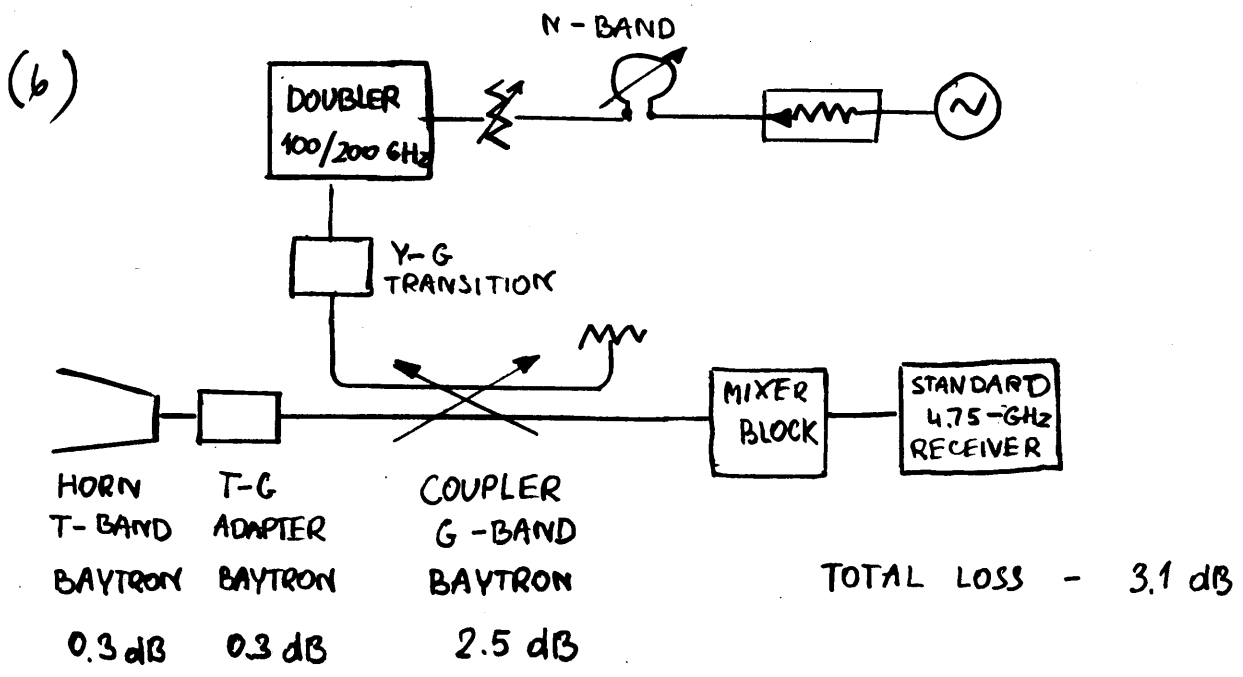 (b)
N-BAND
DOUBLER
100/200 GHz
Y-G
TRANSITION
MIXER
BLOCK
STANDARD
4.75-GHz
RECEIVER
HORN
T-BAND
BAYTRON
0.3 dB
T-G
ADAPTER
BAYTRON
0.3 dB
COUPLER
G-BAND
BAYTRON
2.5 dB
TOTAL LOSS - 3.1 dB